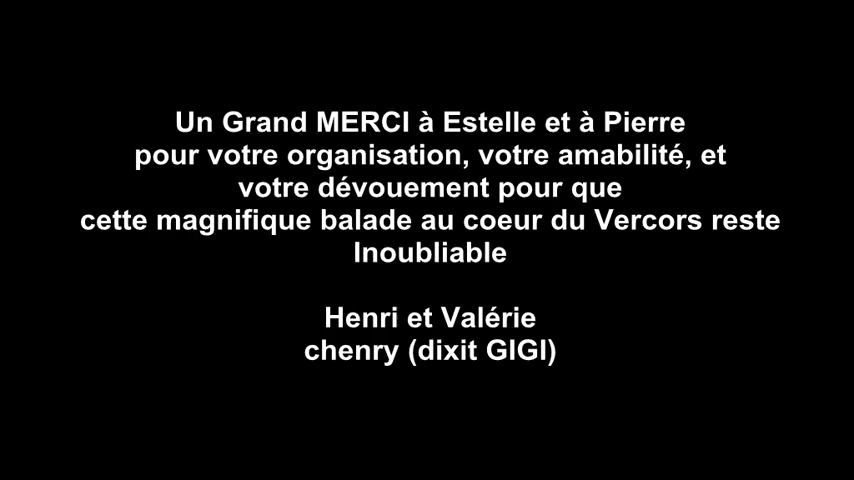 Un Grand MERCI à Estelle et à Pierre
pour votre organisation, votre amabilité, et
votre dévouement pour que
cette magnifique balade au coeur du Vercors reste
Inoubliable
Henri et Valérie
chenry (dixit GIGI)